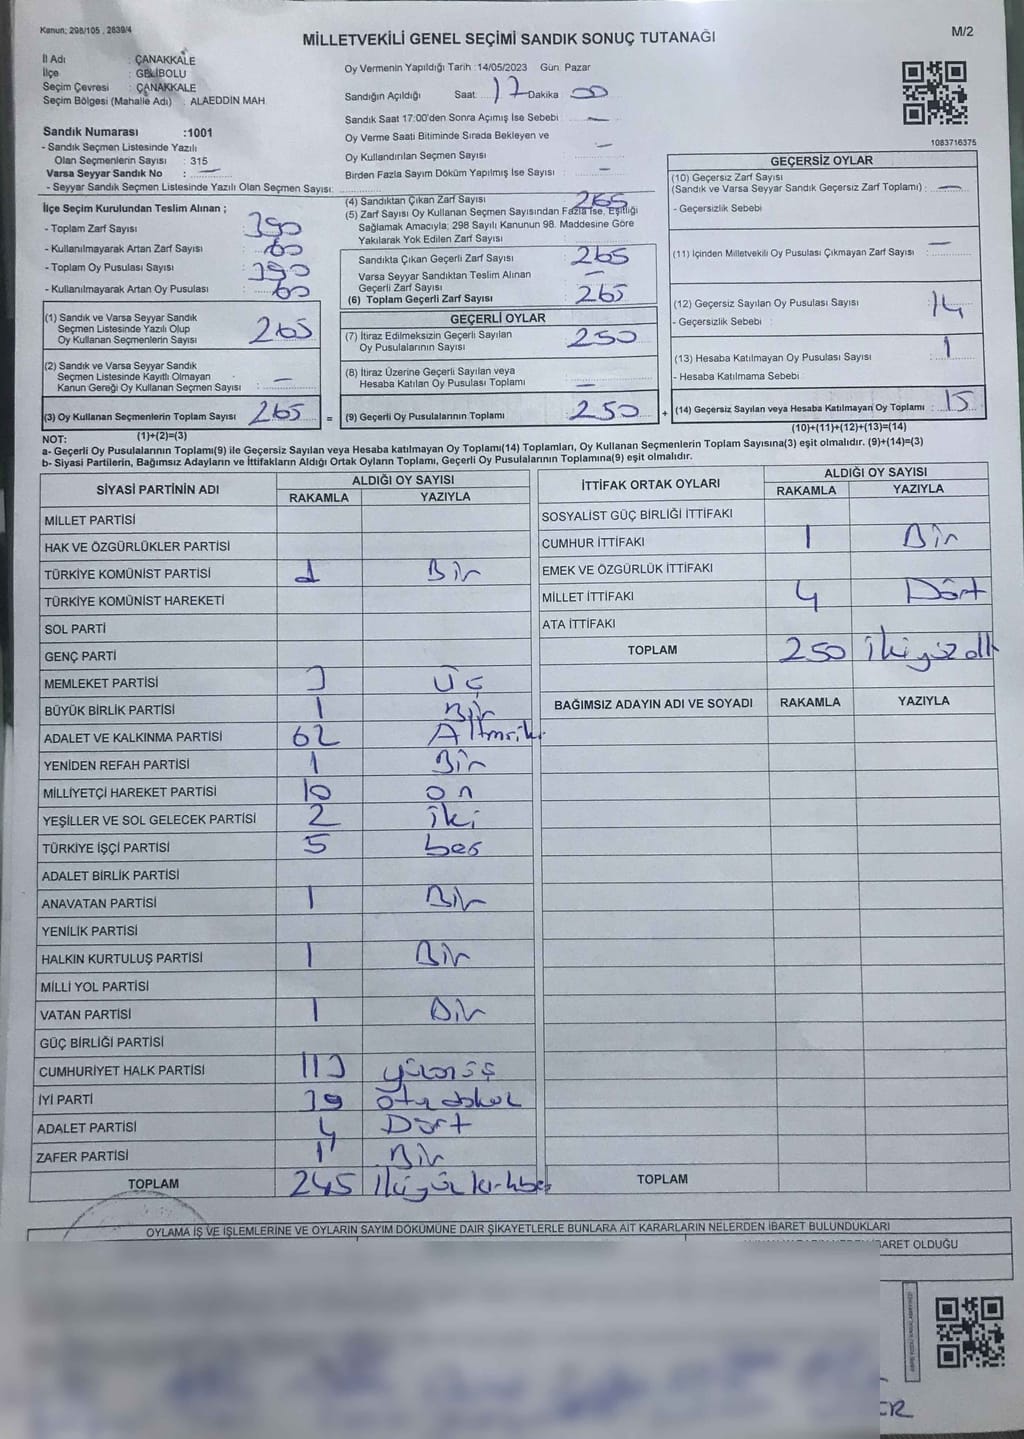 Kanun; 298/105 , 2839/4
M/2
MİLLETVEKİLİ GENEL SEÇİMİ SANDIK SONUÇ TUTANAĞI
İl Adı : ÇANAKKALE
İlçe : GELİBOLU
Seçim Çevresi : ÇANAKKALE
Seçim Bölgesi (Mahalle Adı) : ALAEDDİN MAH.
Sandık Numarası :1001
- Sandık Seçmen Listesinde Yazılı
Olan Seçmenlerin Sayısı : 315
Varsa Seyyar Sandık No : —
- Seyyar Sandık Seçmen Listesinde Yazılı Olan Seçmen Sayısı:
Oy Vermenin Yapıldığı Tarih :14/05/2023 Gün: Pazar
Sandığın Açıldığı Saat: 17 Dakika 00
Sandık Saat 17:00'den Sonra Açımış İse Sebebi : —
Oy Verme Saati Bitiminde Sırada Bekleyen ve
Oy Kullandırılan Seçmen Sayısı : —
Birden Fazla Sayım Döküm Yapılmış İse Sayısı : —
1083716375
İlçe Seçim Kurulundan Teslim Alınan ;
- Toplam Zarf Sayısı : 390
- Kullanılmayarak Artan Zarf Sayısı : 60
- Toplam Oy Pusulası Sayısı : 390
- Kullanılmayarak Artan Oy Pusulası : 60
(1) Sandık ve Varsa Seyyar Sandık
Seçmen Listesinde Yazılı Olup
Oy Kullanan Seçmenlerin Sayısı : 265
(2) Sandık ve Varsa Seyyar Sandık
Seçmen Listesinde Kayıtlı Olmayan
Kanun Gereği Oy Kullanan Seçmen Sayısı : —
(3) Oy Kullanan Seçmenlerin Toplam Sayısı : 265 =
(1)+(2)=(3)
(4) Sandıktan Çıkan Zarf Sayısı : 265
(5) Zarf Sayısı Oy Kullanan Seçmen Sayısından Fazla İse, Eşitliği
Sağlamak Amacıyla; 298 Sayılı Kanunun 98. Maddesine Göre
Yakılarak Yok Edilen Zarf Sayısı :
Sandıkta Çıkan Geçerli Zarf Sayısı : 265
Varsa Seyyar Sandıktan Teslim Alınan
Geçerli Zarf Sayısı : —
(6) Toplam Geçerli Zarf Sayısı : 265
GEÇERLİ OYLAR
(7) İtiraz Edilmeksizin Geçerli Sayılan
Oy Pusulalarının Sayısı : 250
(8) İtiraz Üzerine Geçerli Sayılan veya
Hesaba Katılan Oy Pusulası Toplamı : —
(9) Geçerli Oy Pusulalarının Toplamı : 250 +
GEÇERSİZ OYLAR
(10) Geçersiz Zarf Sayısı
(Sandık ve Varsa Seyyar Sandık Geçersiz Zarf Toplamı) : —
- Geçersizlik Sebebi :
(11) İçinden Milletvekili Oy Pusulası Çıkmayan Zarf Sayısı : —
(12) Geçersiz Sayılan Oy Pusulası Sayısı : 14
- Geçersizlik Sebebi :
(13) Hesaba Katılmayan Oy Pusulası Sayısı : 1
- Hesaba Katılmama Sebebi :
(14) Geçersiz Sayılan veya Hesaba Katılmayan Oy Toplamı : 15
(10)+(11)+(12)+(13)=(14)
NOT:
a- Geçerli Oy Pusulalarının Toplamı(9) ile Geçersiz Sayılan veya Hesaba katılmayan Oy Toplamı(14) Toplamları, Oy Kullanan Seçmenlerin Toplam Sayısına(3) eşit olmalıdır. (9)+(14)=(3)
b- Siyasi Partilerin, Bağımsız Adayların ve İttifakların Aldığı Ortak Oyların Toplamı, Geçerli Oy Pusulalarının Toplamına(9) eşit olmalıdır.
SİYASİ PARTİNİN ADI ALDIĞI OY SAYISI
RAKAMLA YAZIYLA
MİLLET PARTİSİ
HAK VE ÖZGÜRLÜKLER PARTİSİ
TÜRKİYE KOMÜNİST PARTİSİ 1 Bir
TÜRKİYE KOMÜNİST HAREKETİ
SOL PARTİ
GENÇ PARTİ
MEMLEKET PARTİSİ 3 Üç
BÜYÜK BİRLİK PARTİSİ 1 Bir
ADALET VE KALKINMA PARTİSİ 62 Altmıiki
YENİDEN REFAH PARTİSİ 1 Bir
MİLLİYETÇİ HAREKET PARTİSİ 10 on
YEŞİLLER VE SOL GELECEK PARTİSİ 2 iki
TÜRKİYE İŞÇİ PARTİSİ 5 beş
ADALET BİRLİK PARTİSİ
ANAVATAN PARTİSİ 1 Bir
YENİLİK PARTİSİ
HALKIN KURTULUŞ PARTİSİ 1 Bir
MİLLİ YOL PARTİSİ
VATAN PARTİSİ 1 Bir
GÜÇ BİRLİĞİ PARTİSİ
CUMHURİYET HALK PARTİSİ 113 yüzonüş
İYİ PARTİ 39 otuzdokuz
ADALET PARTİSİ 4 Dört
ZAFER PARTİSİ 1 Bir
TOPLAM 245 İkiyüz kırkbeş
İTTİFAK ORTAK OYLARI ALDIĞI OY SAYISI
RAKAMLA YAZIYLA
SOSYALİST GÜÇ BİRLİĞİ İTTİFAKI
CUMHUR İTTİFAKI 1 Bir
EMEK VE ÖZGÜRLÜK İTTİFAKI
MİLLET İTTİFAKI 4 Dört
ATA İTTİFAKI
TOPLAM 250 ikiyüz elli
BAĞIMSIZ ADAYIN ADI VE SOYADI RAKAMLA YAZIYLA
TOPLAM
OYLAMA İŞ VE İŞLEMLERİNE VE OYLARIN SAYIM DÖKÜMÜNE DAİR ŞİKAYETLERLE BUNLARA AİT KARARLARIN NELERDEN İBARET BULUNDUKLARI
İBARET OLDUĞU